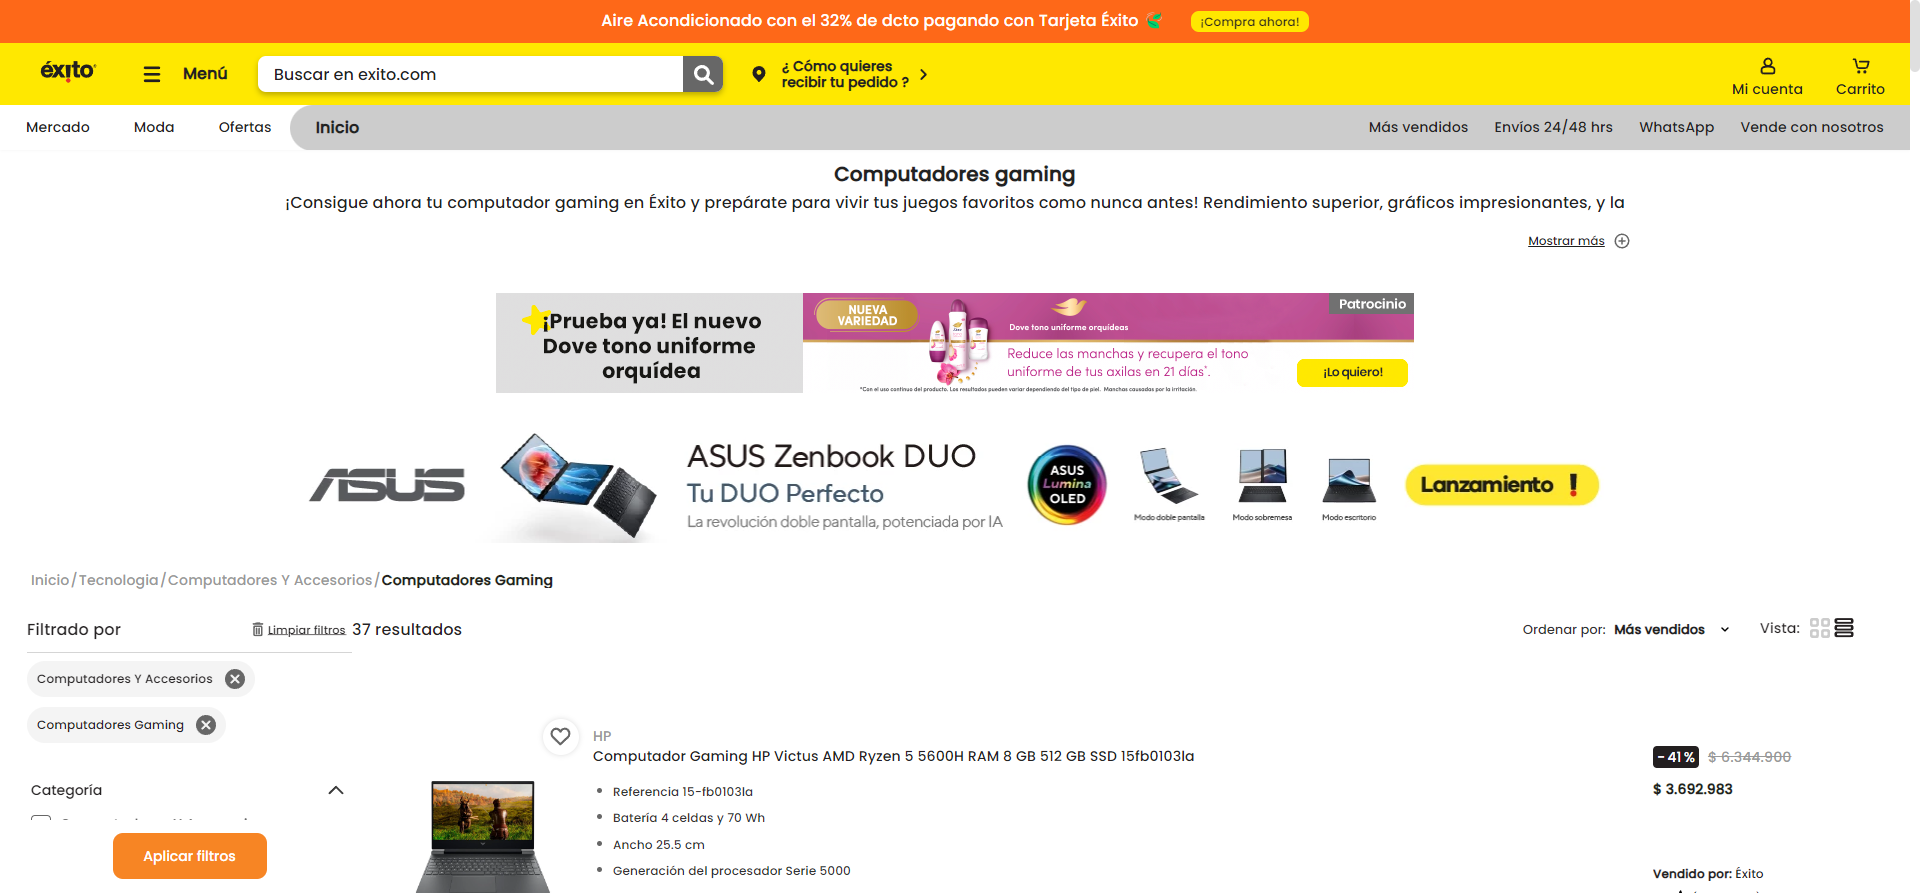 Aire Acondicionado con el 32% de dcto pagando con Tarjeta Éxito
¡Compra ahora!
éxito
Menú
Buscar en exito.com
¿ Cómo quieres
recibir tu pedido ?
Mi cuenta
Carrito
Mercado
Moda
Ofertas
Inicio
Más vendidos
Envíos 24/48 hrs
WhatsApp
Vende con nosotros
Computadores gaming
¡Consigue ahora tu computador gaming en Éxito y prepárate para vivir tus juegos favoritos como nunca antes! Rendimiento superior, gráficos impresionantes, y la
Mostrar más
¡Prueba ya! El nuevo
Dove tono uniforme
orquídea
NUEVA
VARIEDAD
Dove tono uniforme orquídeas
Patrocinio
Reduce las manchas y recupera el tono
uniforme de tus axilas en 21 días*.
¡Lo quiero!
*Con el uso continuo del producto. Los resultados pueden variar dependiendo del tipo de piel. Manchas causadas por la irritación.
ASUS
ASUS Zenbook DUO
Tu DUO Perfecto
La revolución doble pantalla, potenciada por IA
ASUS
Lumina
OLED
Modo doble pantalla
Modo sobremesa
Modo escritorio
Lanzamiento !
Inicio/Tecnologia/Computadores Y Accesorios/Computadores Gaming
Filtrado por
Limpiar filtros
37 resultados
Ordenar por: Más vendidos
Vista:
Computadores Y Accesorios
Computadores Gaming
Categoría
Aplicar filtros
HP
Computador Gaming HP Victus AMD Ryzen 5 5600H RAM 8 GB 512 GB SSD 15fb0103la
• Referencia 15-fb0103la
• Batería 4 celdas y 70 Wh
• Ancho 25.5 cm
• Generación del procesador Serie 5000
- 41 %
$ 6.344.900
$ 3.692.983
Vendido por: Éxito